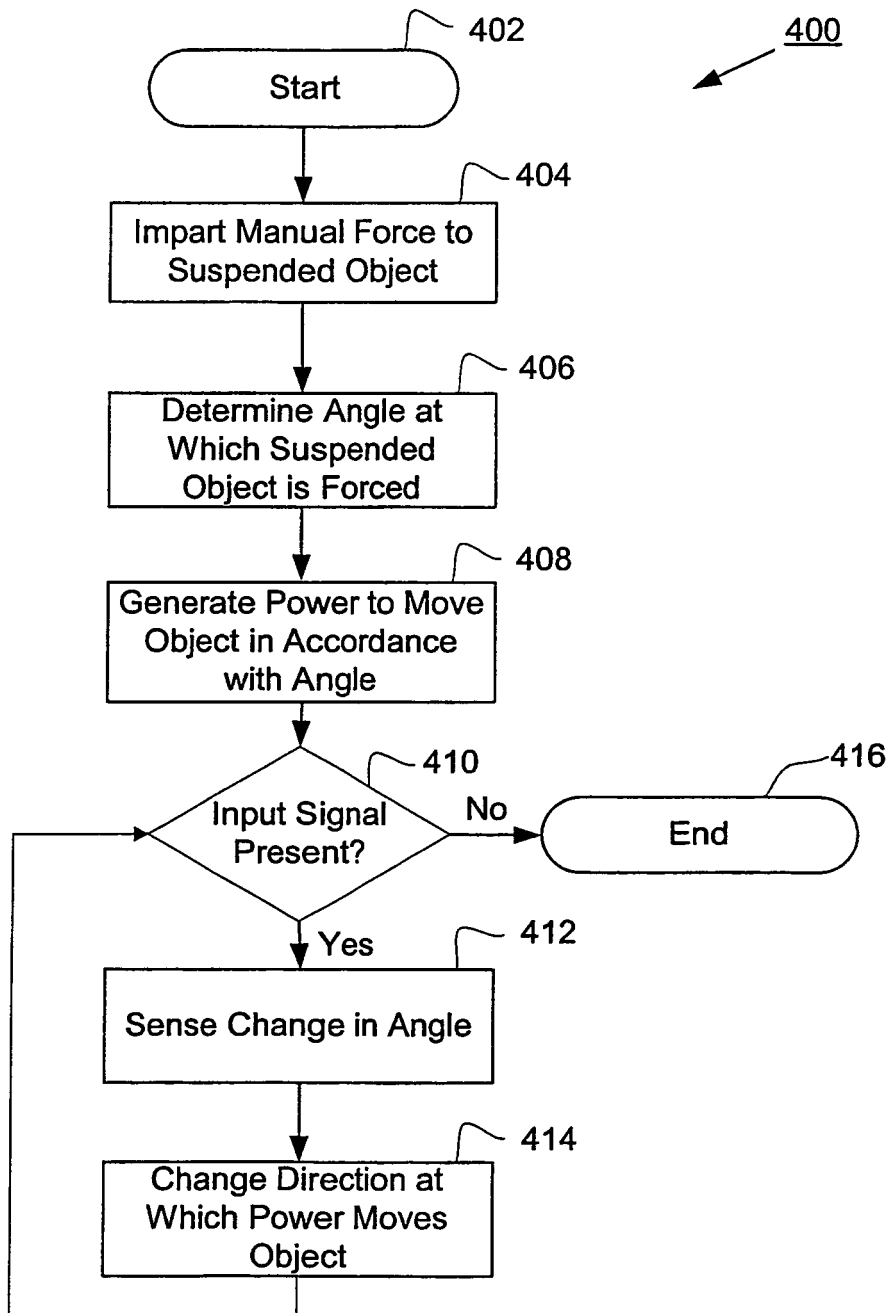 402
400
Start
404
Impart Manual Force to
Suspended Object
406
Determine Angle at
Which Suspended
Object is Forced
408
Generate Power to Move
Object in Accordance
with Angle
410
416
Input Signal
Present?
No
End
Yes
412
Sense Change in Angle
414
Change Direction at
Which Power Moves
Object